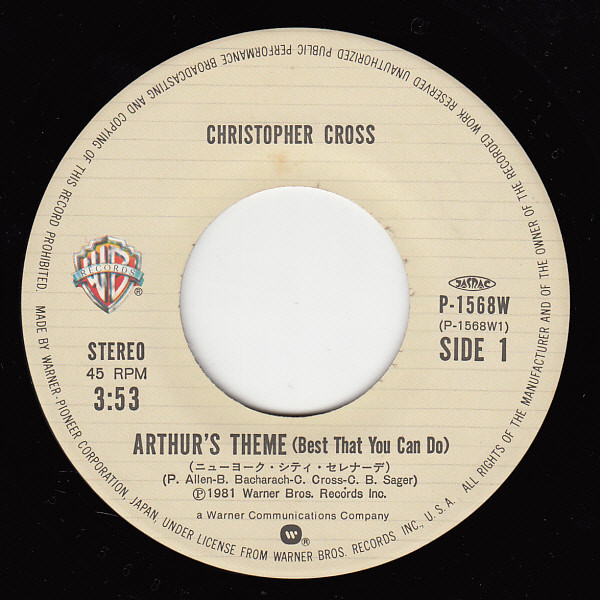 ALL RIGHTS OF THE MANUFACTURER AND OF THE OWNER OF THE RECORDED WORK RESERVED UNAUTHORIZED PUBLIC PERFORMANCE BROADCASTING AND COPYING OF THIS RECORD PROHIBITED.
CHRISTOPHER CROSS
WB
RECORDS
®
JASRAC
P-1568W
(P-1568W1)
STEREO
SIDE 1
45 RPM
3:53
ARTHUR'S THEME (Best That You Can Do)
(ニューヨーク・シティ・セレナーデ)
(P. Allen-B. Bacharach-C. Cross-C. B. Sager)
Ⓟ1981 Warner Bros. Records Inc.
a Warner Communications Company
®
MADE BY WARNER-PIONEER CORPORATION, JAPAN, UNDER LICENSE FROM WARNER BROS. RECORDS INC., U.S.A.